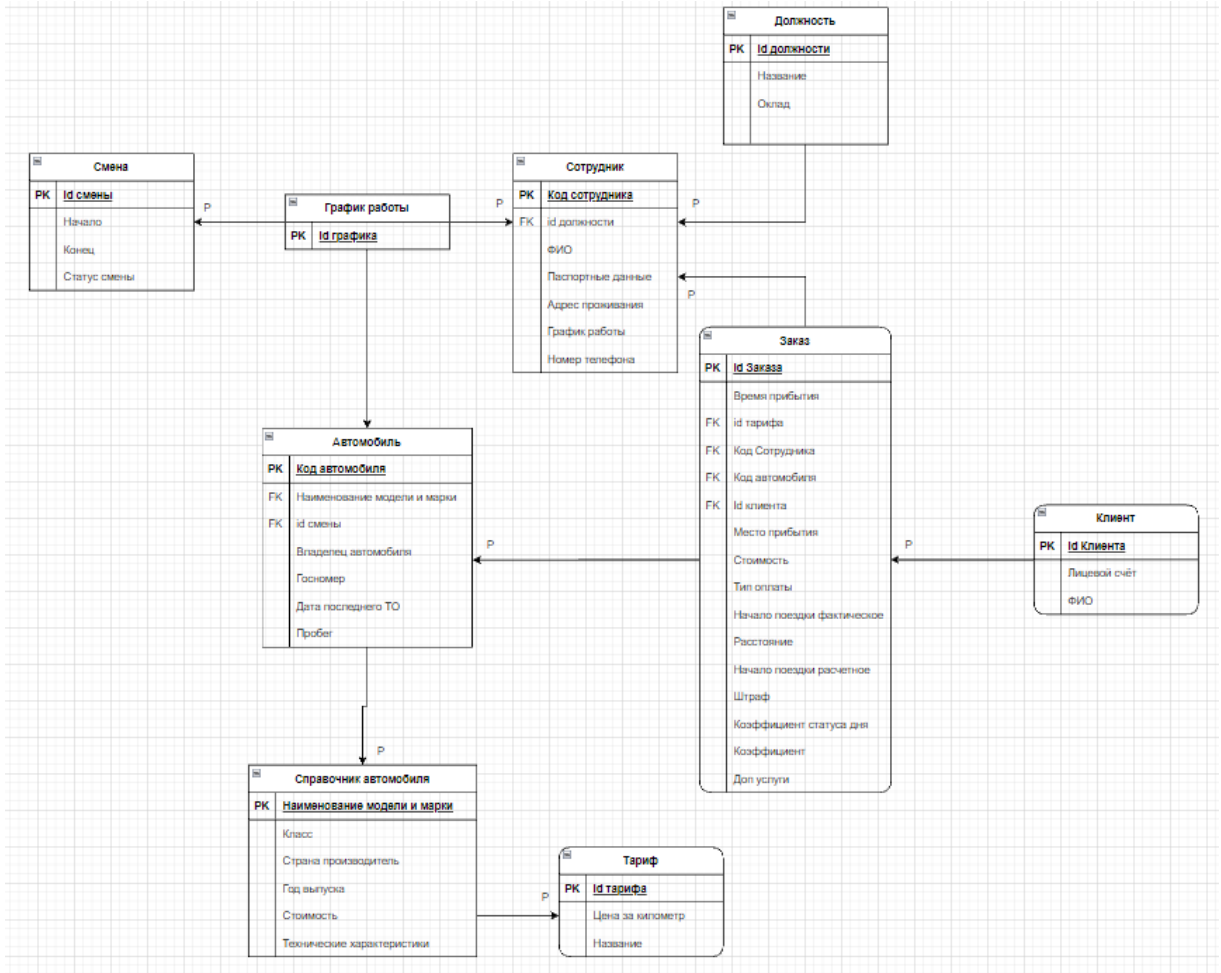 Должность
PK Id должности
Название
Оклад
Смена
PK Id смены
Начало
Конец
Статус смены
P
График работы
PK Id графика
P
Сотрудник
PK Код сотрудника
FK id должности
ФИО
Паспортные данные
Адрес проживания
График работы
Номер телефона
P
P
Заказ
PK Id Заказа
Время прибытия
FK id тарифа
FK Код Сотрудника
FK Код автомобиля
FK Id клиента
Место прибытия
Стоимость
Тип оплаты
Начало поездки фактическое
Расстояние
Начало поездки расчетное
Штраф
Коэффициент статуса дня
Коэффициент
Доп услуги
Автомобиль
PK Код автомобиля
FK Наименование модели и марки
FK id смены
Владелец автомобиля
Госномер
Дата последнего ТО
Пробег
P
P
Клиент
PK Id Клиента
Лицевой счёт
ФИО
P
Справочник автомобиля
PK Наименование модели и марки
Класс
Страна производитель
Год выпуска
Стоимость
Технические характеристики
P
Тариф
PK Id тарифа
Цена за километр
Название